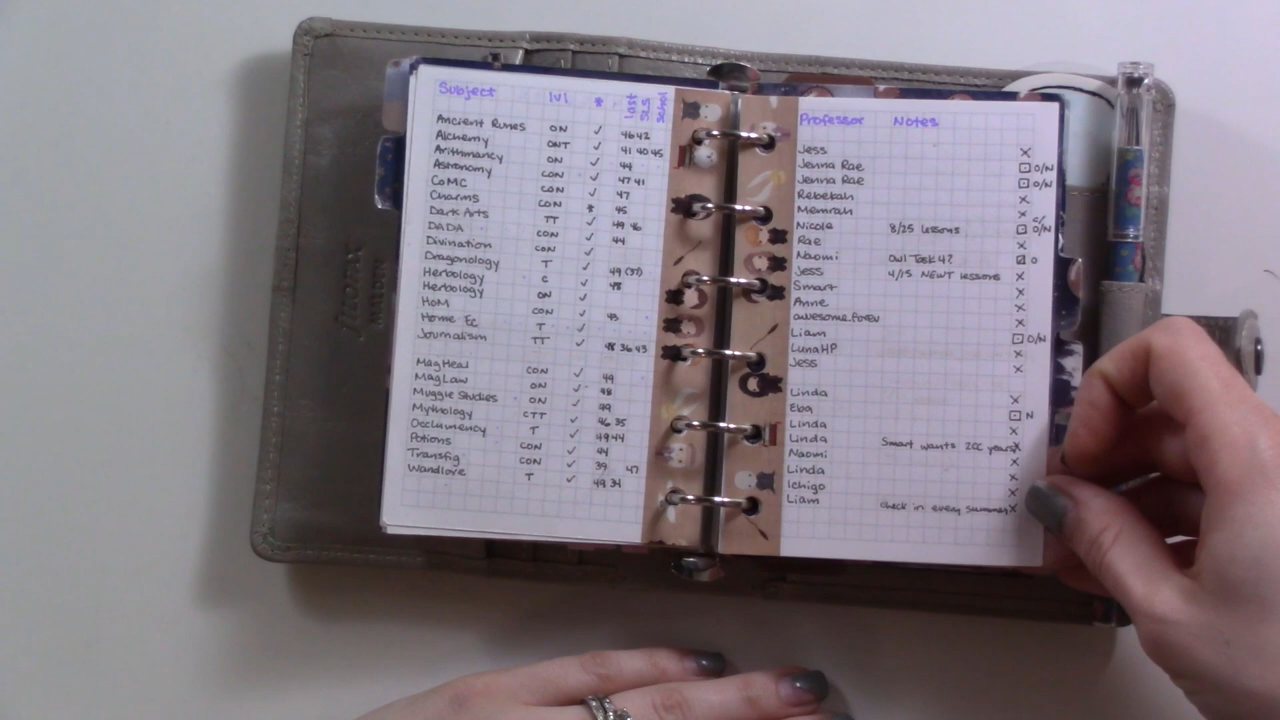 Subject lvl * last SLS school
Ancient Runes ON ✓ 46 42
Alchemy ONT ✓ 41 40 45
Arithmancy ON ✓ 44
Astronomy CON ✓ 47 41
CoMC CON ✓ 47
Charms CON * 45
Dark Arts TT ✓ 49 46
DADA CON ✓ 44
Divination CON ✓
Dragonology T ✓ 49 (37)
Herbology C ✓ 48
Herbology ON ✓
HoM CON ✓ 43
Home Ec T ✓
Journalism TT ✓ 48 36 43
MagHeal CON ✓ 49
MagLaw ON ✓ 48
Muggle Studies ON ✓ 49
Mythology CTT ✓ 46 35
Occlumency T ✓ 49 44
Potions CON ✓ 44
Transfig CON ✓ 39 47
Wandlore T ✓ 49 34
Professor Notes
Jess X
Jenna Rae O/N
Jenna Rae O/N
Rebekah X
Memrah X
Nicole 8/25 lessons C/O/N
Rae X
Naomi Owl Task 4? O
Jess 4/15 NEWT lessons X
Smart X
Anne X
awesome.forev X
Liam O/N
LunaHP X
Jess X
Linda X
Eba N
Linda X
Linda Smart wants 200 years X
Naomi X
Linda X
Ichigo X
Liam check in every summer X
filofax